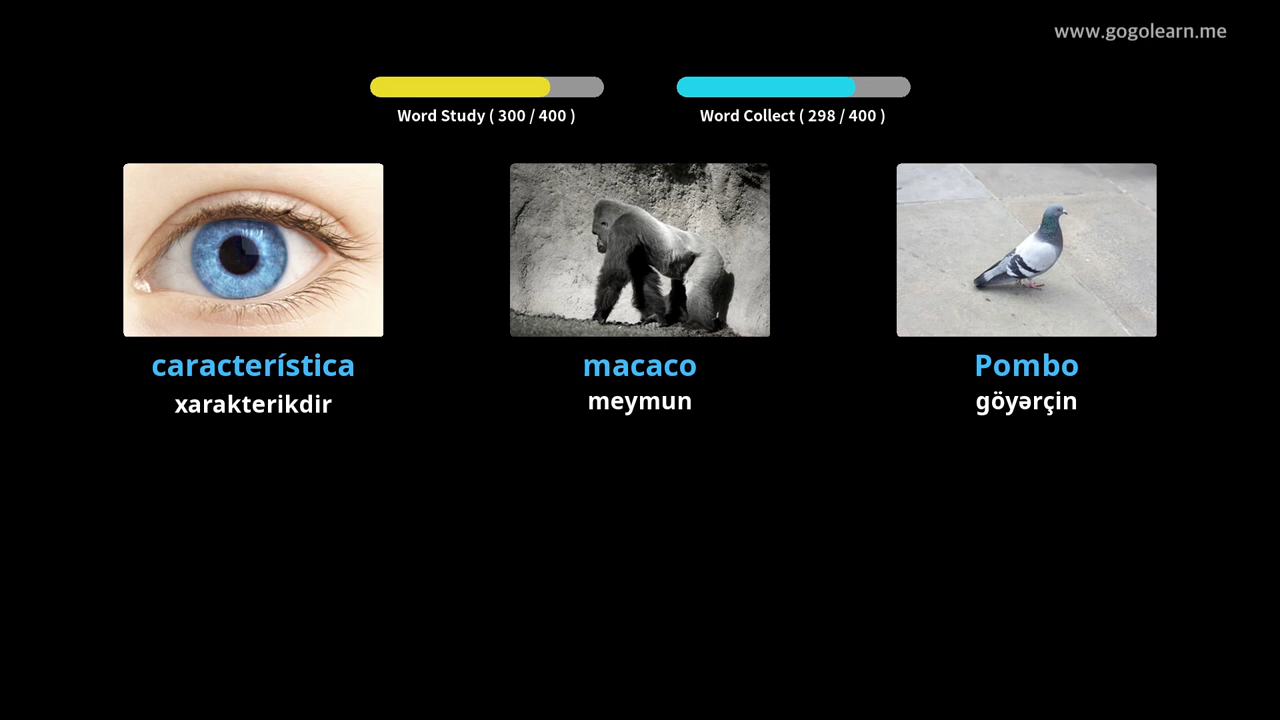 www.gogolearn.me
Word Study ( 300 / 400 )
Word Collect ( 298 / 400 )
característica
xarakterikdir
macaco
meymun
Pombo
göyərçin